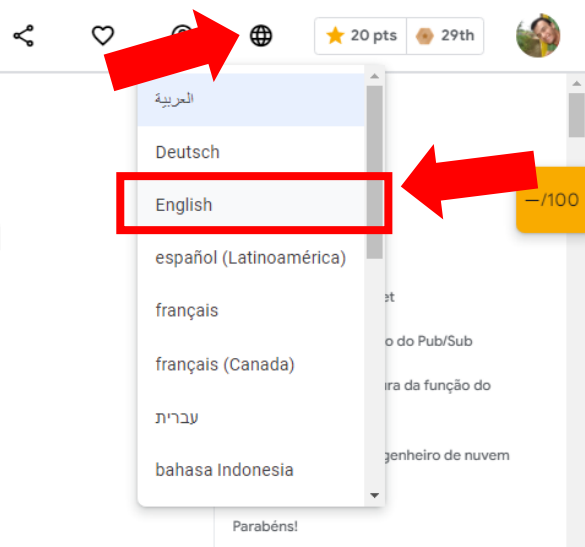 20 pts 29th
العربية
Deutsch
English
—/100
español (Latinoamérica)
français
et
o do Pub/Sub
français (Canada)
ura da função do
עברית
genheiro de nuvem
bahasa Indonesia
Parabéns!